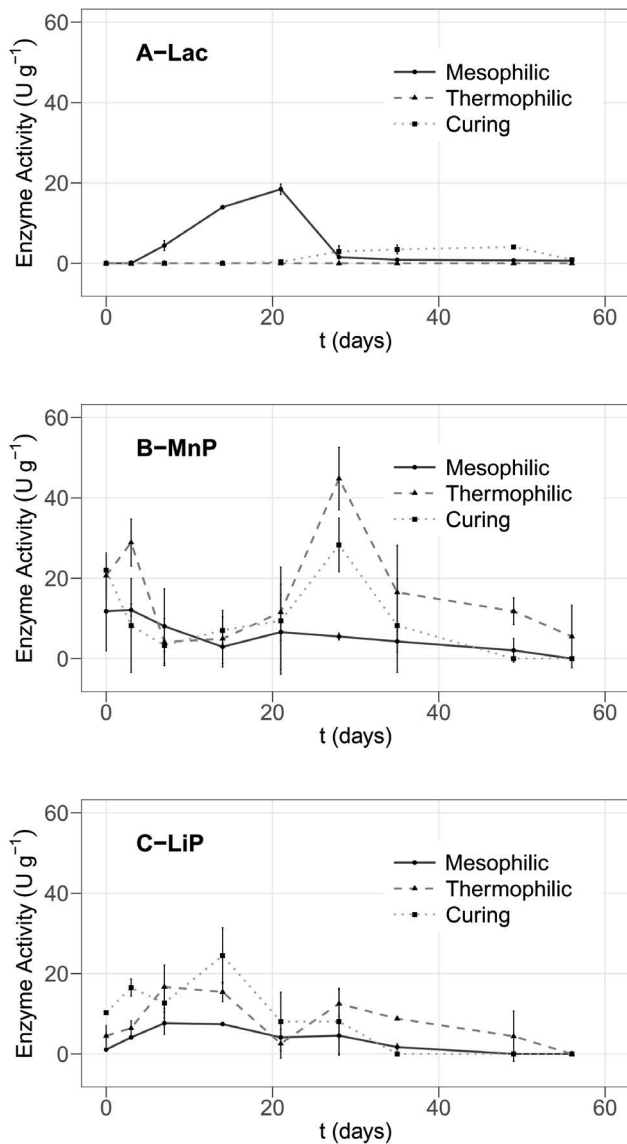 A−Lac
Mesophilic
Thermophilic
Curing
Enzyme Activity (U g⁻¹)
60
40
20
0
0 20 40 60
t (days)
B−MnP
Mesophilic
Thermophilic
Curing
Enzyme Activity (U g⁻¹)
60
40
20
0
0 20 40 60
t (days)
C−LiP
Mesophilic
Thermophilic
Curing
Enzyme Activity (U g⁻¹)
60
40
20
0
0 20 40 60
t (days)